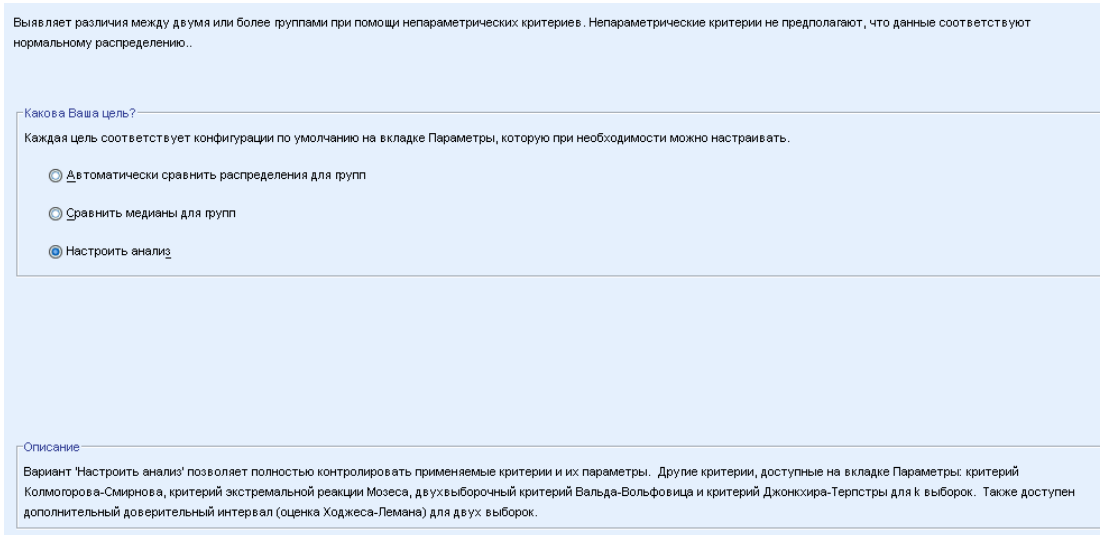 Выявляет различия между двумя или более группами при помощи непараметрических критериев. Непараметрические критерии не предполагают, что данные соответствуют
нормальному распределению..
Какова Ваша цель?
Каждая цель соответствует конфигурации по умолчанию на вкладке Параметры, которую при необходимости можно настраивать.
Автоматически сравнить распределения для групп
Сравнить медианы для групп
Настроить анализ
Описание
Вариант 'Настроить анализ' позволяет полностью контролировать применяемые критерии и их параметры. Другие критерии, доступные на вкладке Параметры: критерий
Колмогорова-Смирнова, критерий экстремальной реакции Мозеса, двухвыборочный критерий Вальда-Вольфовица и критерий Джонкхира-Терпстры для k выборок. Также доступен
дополнительный доверительный интервал (оценка Ходжеса-Лемана) для двух выборок.